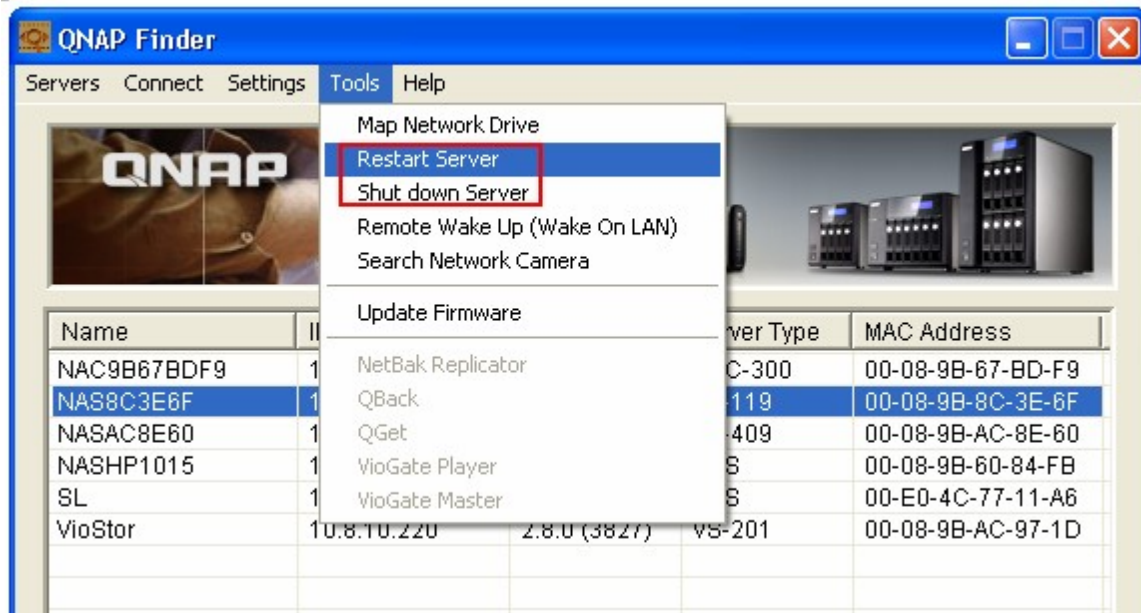 QNAP Finder
Servers Connect Settings Tools Help
QNAP
Map Network Drive
Restart Server
Shut down Server
Remote Wake Up (Wake On LAN)
Search Network Camera
Update Firmware
NetBak Replicator
QBack
QGet
VioGate Player
VioGate Master
Name MAC Address
NAC9B67BDF9 00-08-9B-67-BD-F9
NAS8C3E6F 00-08-9B-8C-3E-6F
NASAC8E60 00-08-9B-AC-8E-60
NASHP1015 00-08-9B-60-84-FB
SL 00-E0-4C-77-11-A6
VioStor 10.8.10.220 2.8.0 (3827) VS-201 00-08-9B-AC-97-1D